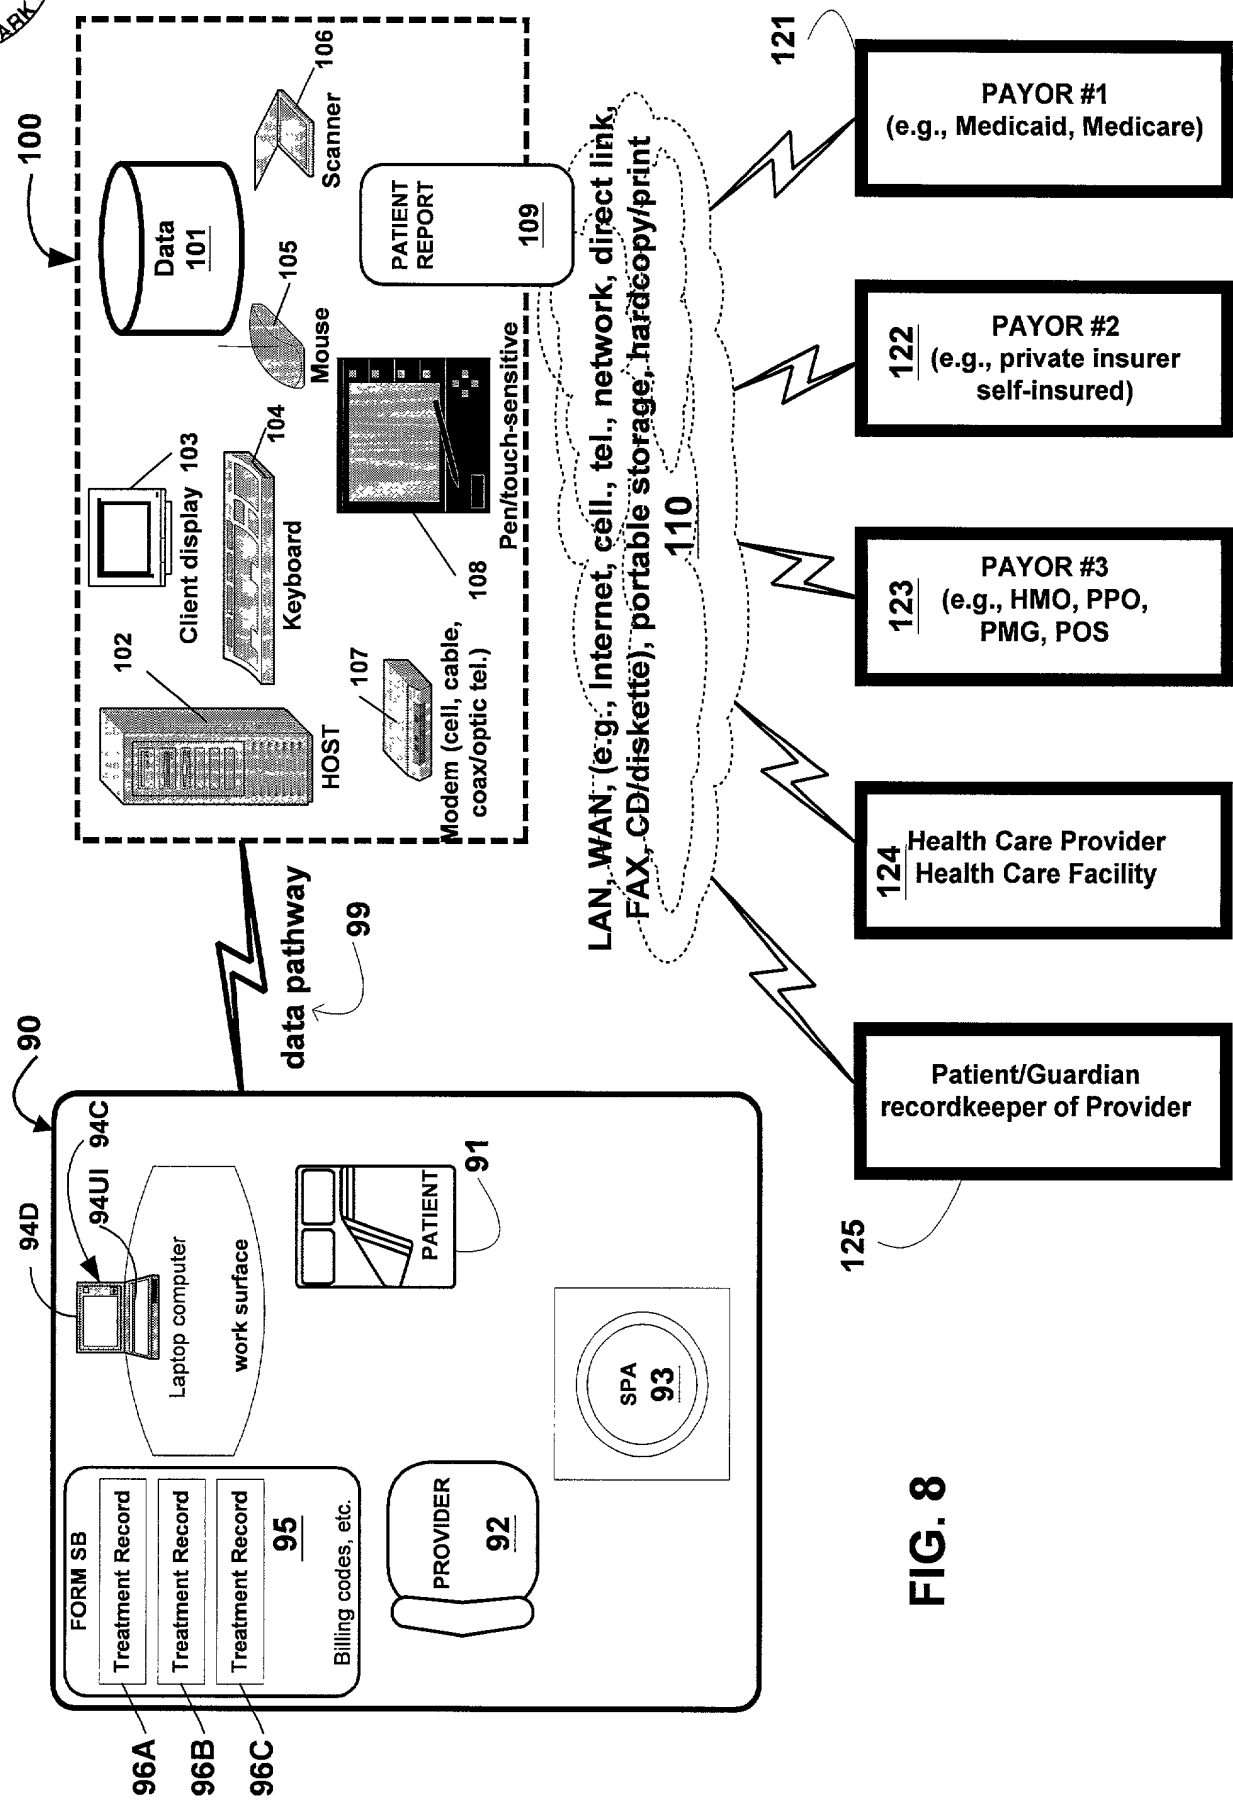 ARK
90
94D
94UI
94C
FORM SB
Treatment Record
Treatment Record
Treatment Record
95
Billing codes, etc.
96A
96B
96C
Laptop computer
work surface
PATIENT
91
PROVIDER
92
SPA
93
data pathway
99
100
102
HOST
Client display
103
Keyboard
104
Data
101
105
Mouse
106
Scanner
107
Modem (cell, cable,
coax/optic tel.)
108
Pen/touch-sensitive
PATIENT
REPORT
109
LAN, WAN, (e.g., Internet, cell., tel., network, direct link,
FAX, CD/diskette), portable storage, hardcopy/print
110
121
PAYOR #1
(e.g., Medicaid, Medicare)
122
PAYOR #2
(e.g., private insurer
self-insured)
123
PAYOR #3
(e.g., HMO, PPO,
PMG, POS
124
Health Care Provider
Health Care Facility
Patient/Guardian
recordkeeper of Provider
125
FIG. 8